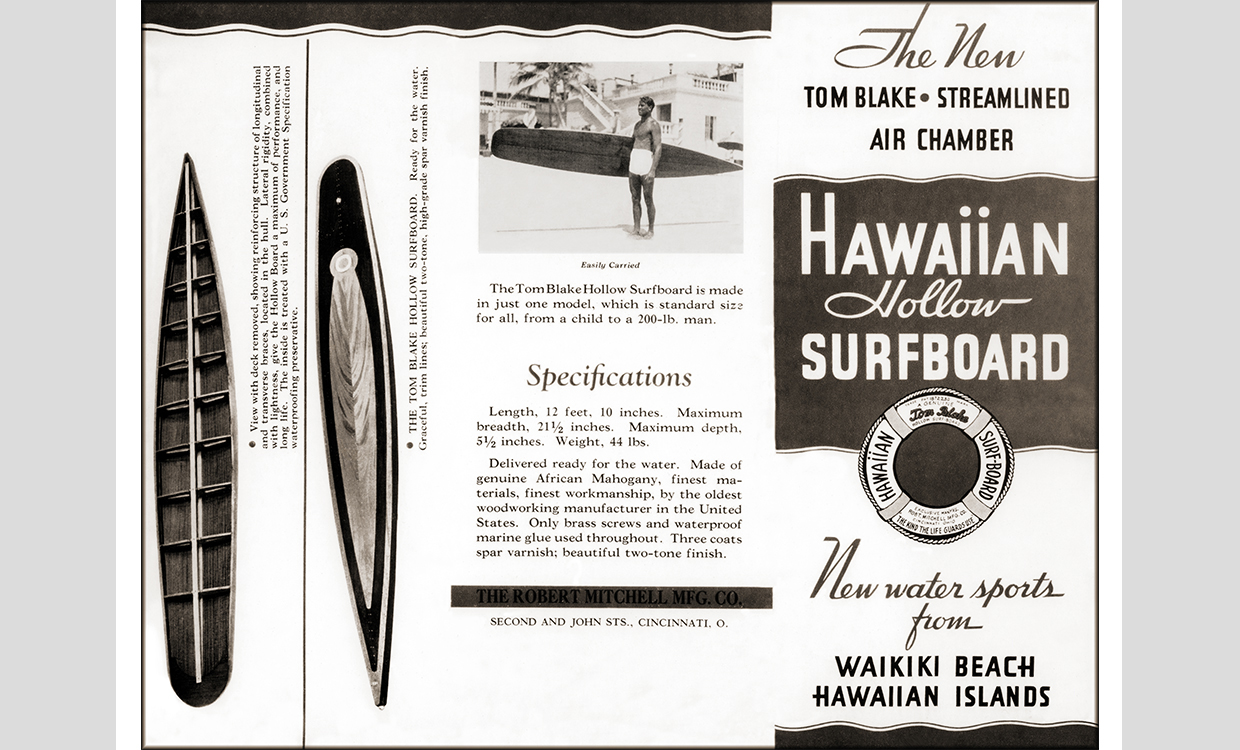 View with deck removed, showing reinforcing structure of longitudinal
and transverse braces, located in the hull. Lateral rigidity, combined
with lightness, give the Hollow Board a maximum of performance, and
long life. The inside is treated with a U. S. Government Specification
waterproofing preservative.
THE TOM BLAKE HOLLOW SURFBOARD. Ready for the water.
Graceful, trim lines; beautiful two-tone, high-grade spar varnish finish.
Easily Carried
The Tom Blake Hollow Surfboard is made
in just one model, which is standard size
for all, from a child to a 200-lb. man.
Specifications
Length, 12 feet, 10 inches. Maximum
breadth, 21½ inches. Maximum depth,
5½ inches. Weight, 44 lbs.
Delivered ready for the water. Made of
genuine African Mahogany, finest ma-
terials, finest workmanship, by the oldest
woodworking manufacturer in the United
States. Only brass screws and waterproof
marine glue used throughout. Three coats
spar varnish; beautiful two-tone finish.
THE ROBERT MITCHELL MFG. CO.
SECOND AND JOHN STS., CINCINNATI, O.
The New
TOM BLAKE • STREAMLINED
AIR CHAMBER
HAWAiiAN
Hollow
SURFBOARD
A GENUINE
Tom Blake
HAWAIIAN
SURF-BOARD
ROBT. MITCHELL MFG. CO.
CINCINNATI, OHIO
THE KIND THE LIFE GUARDS USE
New water sports
from
WAIKIKI BEACH
HAWAIIAN ISLANDS